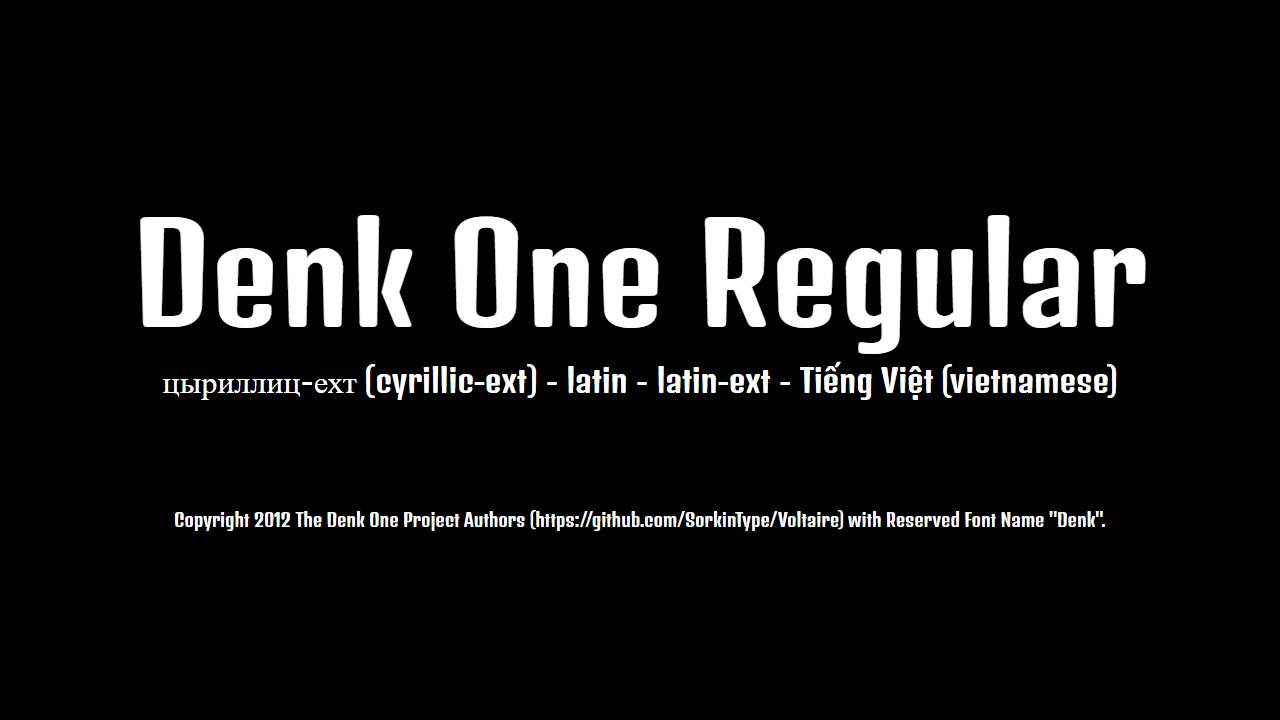 Denk One Regular
цыриллиц-ехт (cyrillic-ext) - latin - latin-ext - Tiếng Việt (vietnamese)
Copyright 2012 The Denk One Project Authors (https://github.com/SorkinType/Voltaire) with Reserved Font Name "Denk".